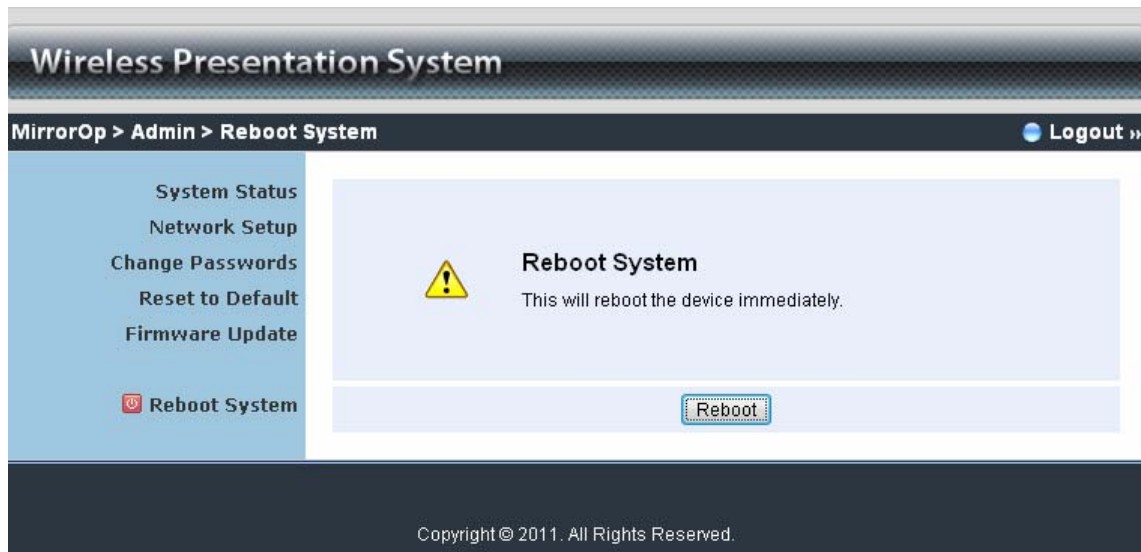 Wireless Presentation System
MirrorOp > Admin > Reboot System
Logout »
System Status
Network Setup
Change Passwords
Reset to Default
Firmware Update
Reboot System
Reboot System
This will reboot the device immediately.
Reboot
Copyright © 2011. All Rights Reserved.